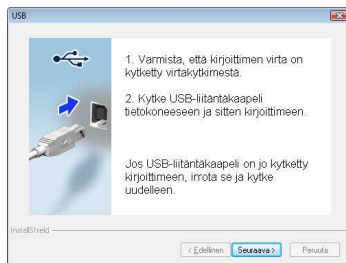 USB
1. Varmista, että kirjoittimen virta on
kytketty virtakytkimestä.
2. Kytke USB-liitäntäkaapeli
tietokoneeseen ja sitten kirjoittimeen.
Jos USB-liitäntäkaapeli on jo kytketty
kirjoittimeen, irrota se ja kytke
uudelleen.
InstallShield
< Edellinen Seuraava > Peruuta